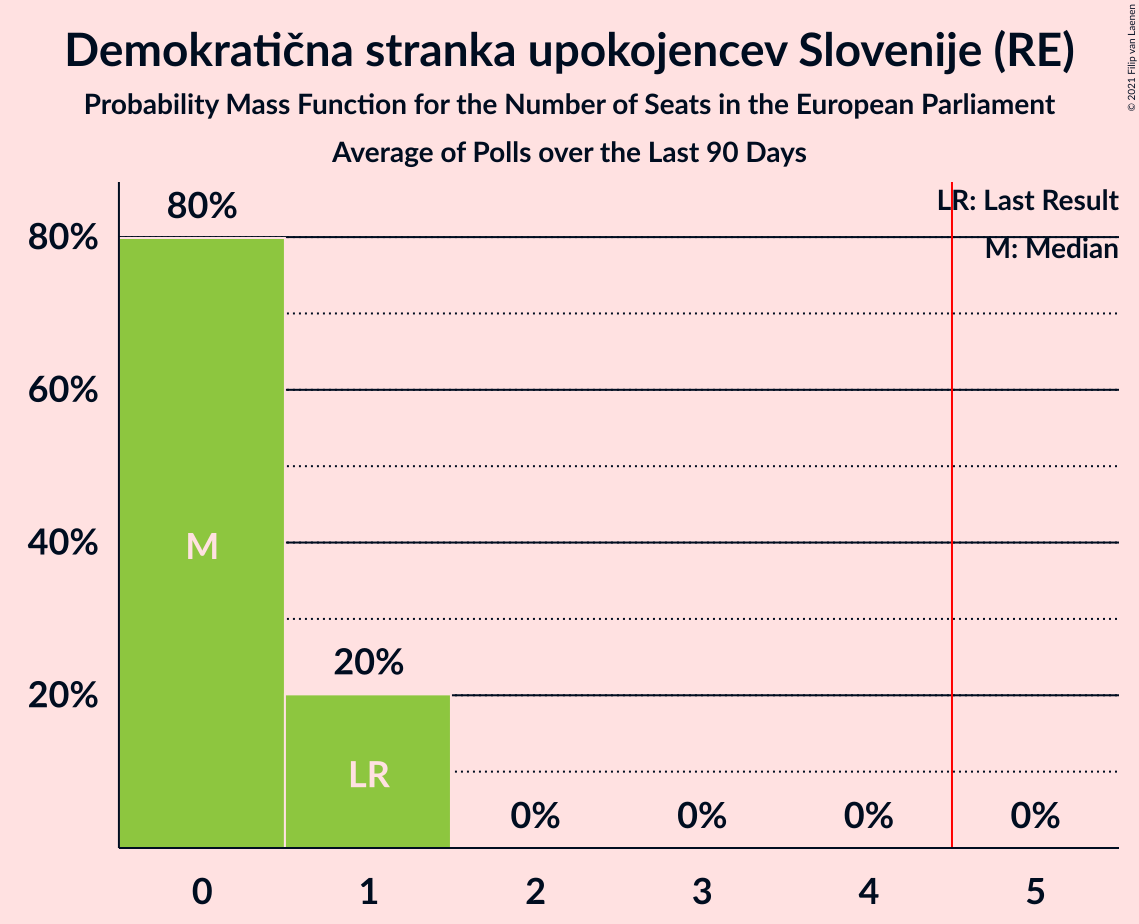 Demokratična stranka upokojencev Slovenije (RE)
Probability Mass Function for the Number of Seats in the European Parliament
Average of Polls over the Last 90 Days
© 2021 Filip van Laenen
LR: Last Result
M: Median
80%
80%
60%
40%
20%
M
20%
LR
0%
0%
0%
0%
0
1
2
3
4
5